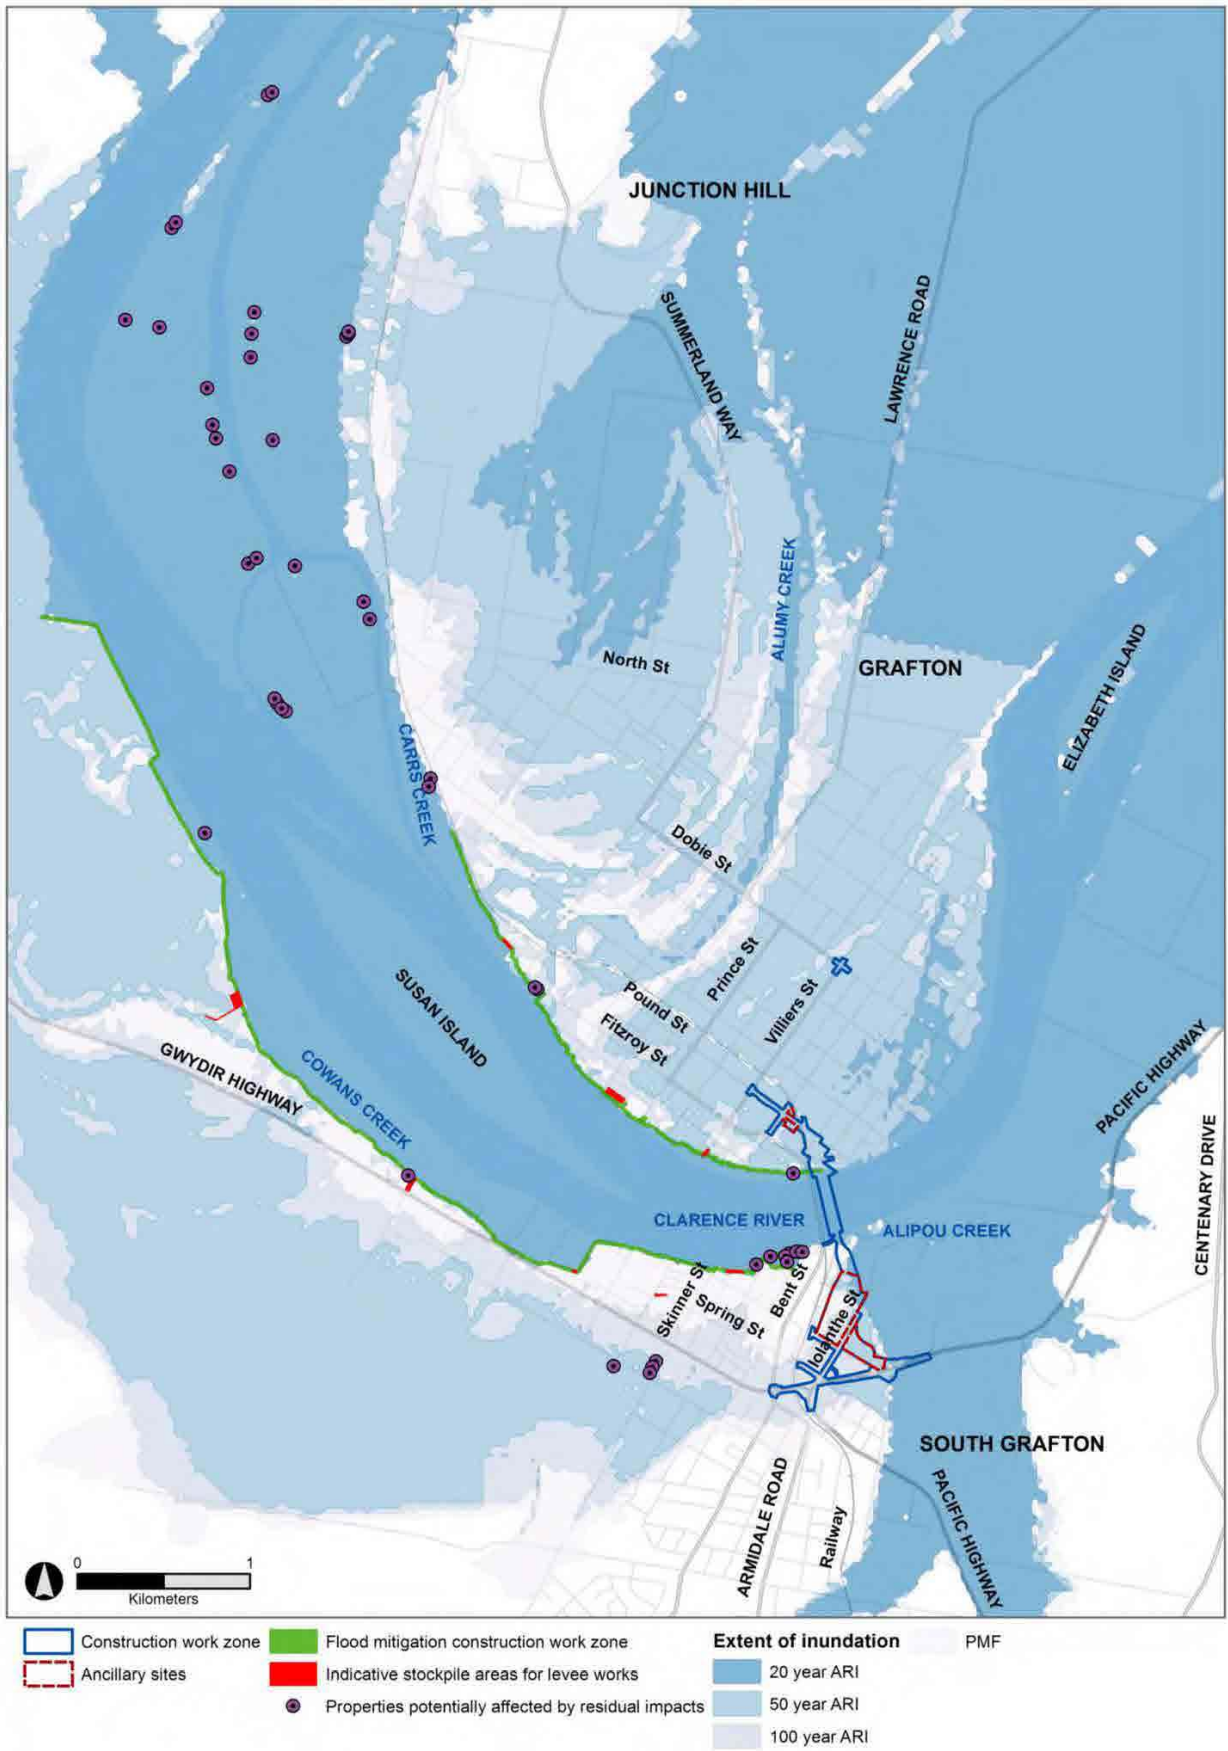 JUNCTION HILL
SUMMERLAND WAY
LAWRENCE ROAD
ALUMY CREEK
North St
GRAFTON
ELIZABETH ISLAND
CARRS CREEK
Dobie St
Prince St
Villiers St
Pound St
Fitzroy St
SUSAN ISLAND
COWANS CREEK
GWYDIR HIGHWAY
PACIFIC HIGHWAY
CENTENARY DRIVE
CLARENCE RIVER
ALIPOU CREEK
Skinner St
Spring St
Bent St
Iolanthe St
SOUTH GRAFTON
ARMIDALE ROAD
Railway
PACIFIC HIGHWAY
0 1
Kilometers
Construction work zone
Ancillary sites
Flood mitigation construction work zone
Indicative stockpile areas for levee works
Properties potentially affected by residual impacts
Extent of inundation
20 year ARI
50 year ARI
100 year ARI
PMF